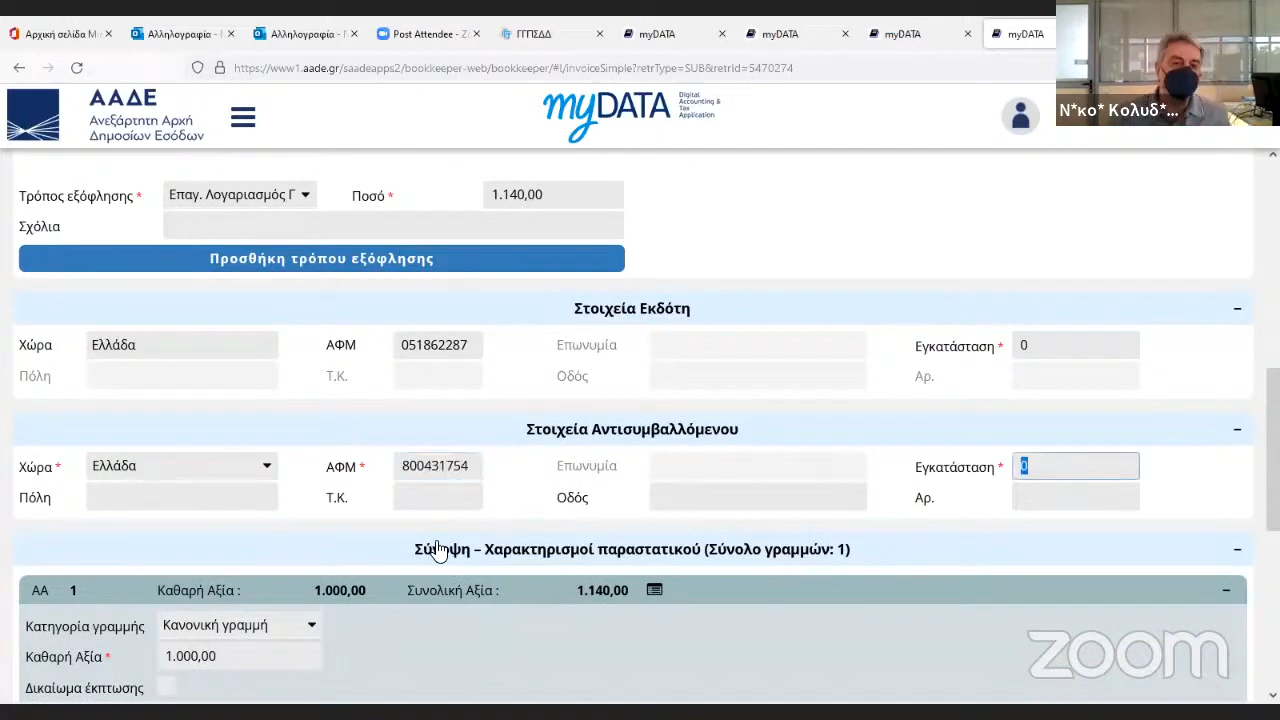 Αρχική σελίδα Mic
Αλληλογραφία -
Αλληλογραφία -
Post Attendee - Z
ΓΓΠΣΔΔ
myDATA
myDATA
myDATA
myDATA
https://www1.aade.gr/saadeapps2/bookkeeper-web/bookkeeper/#!/invoiceSimple?retrType=SUB&retrId=5470274
Ν*κο* Κολυδ*...
ΑΑΔΕ
Ανεξάρτητη Αρχή
Δημοσίων Εσόδων
myDATA
Digital
Accounting &
Tax
Application
Τρόπος εξόφλησης * Επαγ. Λογαριασμός Γ Ποσό * 1.140,00
Σχόλια
Προσθήκη τρόπου εξόφλησης
Στοιχεία Εκδότη –
Χώρα Ελλάδα ΑΦΜ 051862287 Επωνυμία Εγκατάσταση * 0
Πόλη Τ.Κ. Οδός Αρ.
Στοιχεία Αντισυμβαλλόμενου –
Χώρα * Ελλάδα ΑΦΜ * 800431754 Επωνυμία Εγκατάσταση * 0
Πόλη Τ.Κ. Οδός Αρ.
Σύνοψη – Χαρακτηρισμοί παραστατικού (Σύνολο γραμμών: 1) –
ΑΑ 1 Καθαρή Αξία : 1.000,00 Συνολική Αξία : 1.140,00 –
Κατηγορία γραμμής Κανονική γραμμή
Καθαρή Αξία * 1.000,00
Δικαίωμα έκπτωσης
zoom